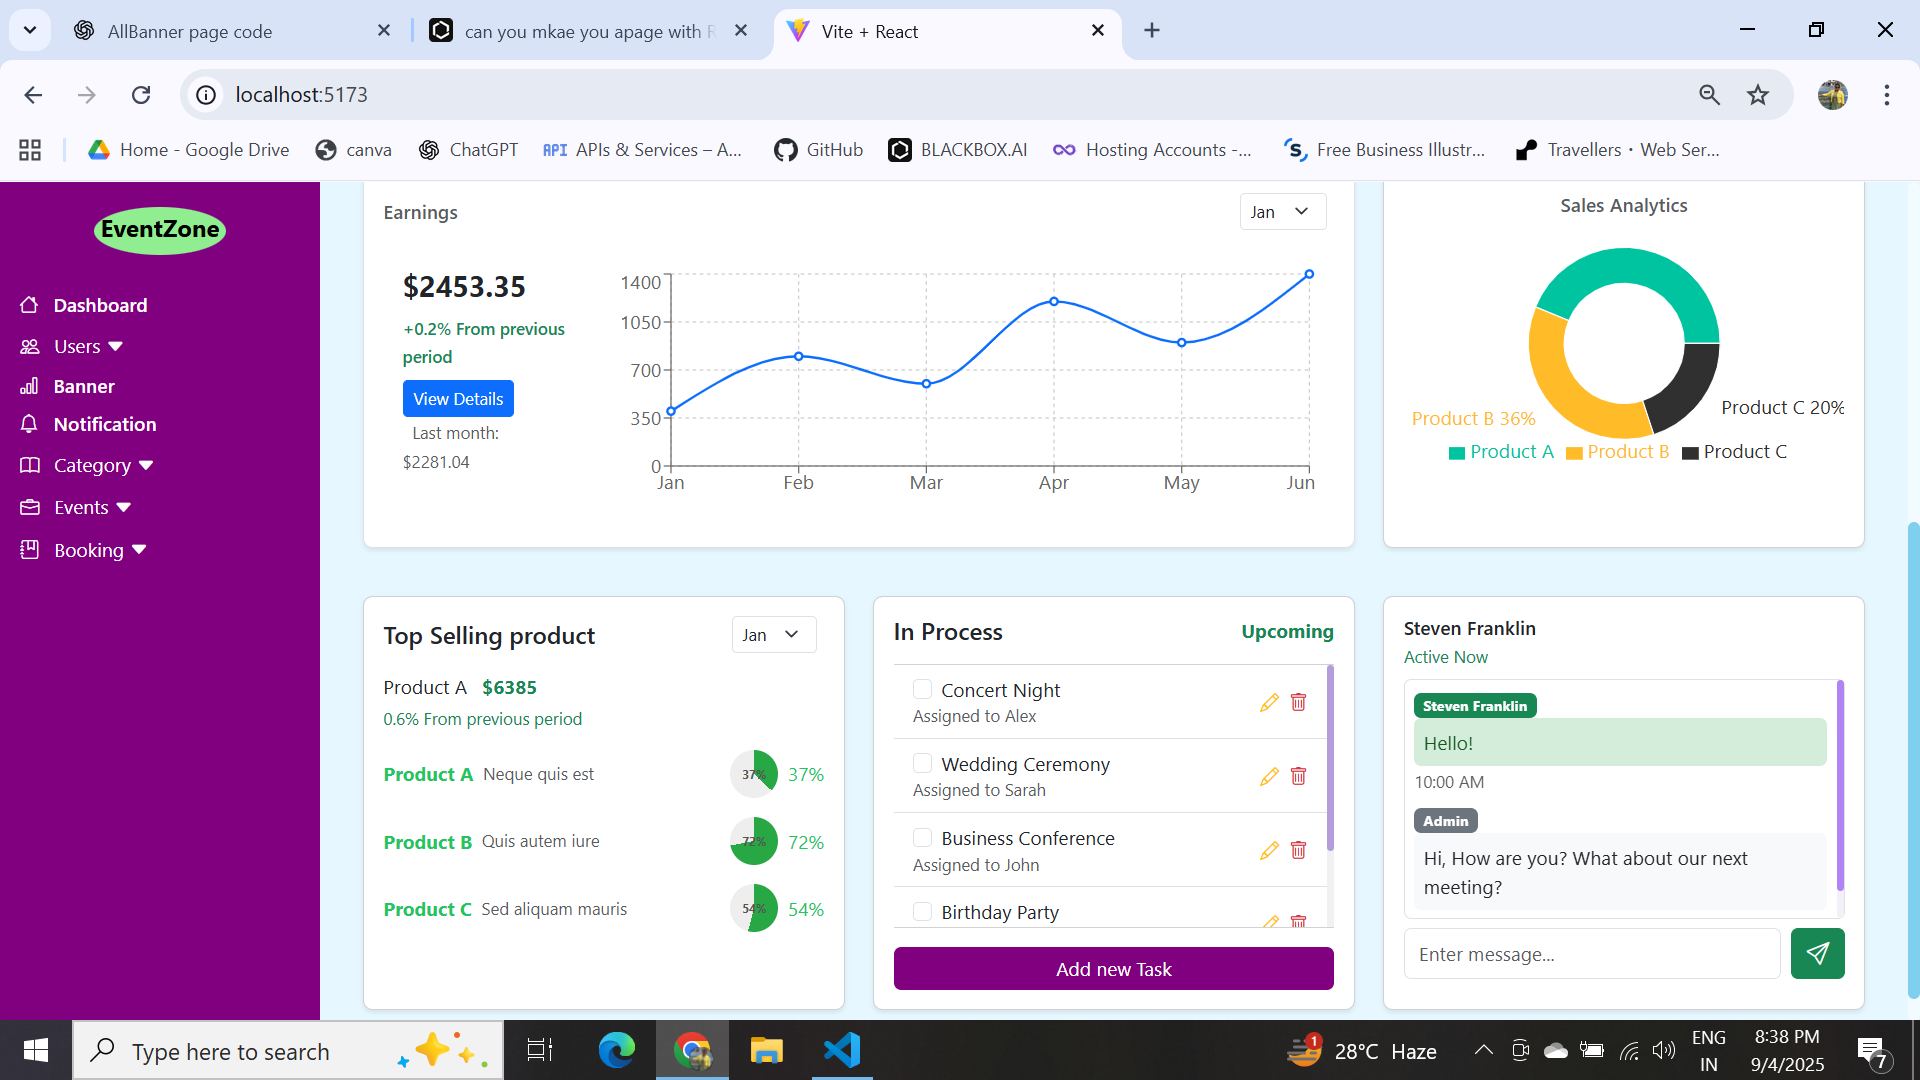 AllBanner page code
can you mkae you apage with R
Vite + React
localhost:5173
Home - Google Drive
canva
ChatGPT
API APIs & Services – A...
GitHub
BLACKBOX.AI
Hosting Accounts -...
Free Business Illustr...
Travellers · Web Ser...
EventZone
Dashboard
Users
Banner
Notification
Category
Events
Booking
Earnings
Jan
$2453.35
+0.2% From previous
period
View Details
Last month:
$2281.04
1400
1050
700
350
0
Jan Feb Mar Apr May Jun
Sales Analytics
Product B 36%
Product C 20%
Product A Product B Product C
Top Selling product
Jan
Product A $6385
0.6% From previous period
Product A Neque quis est 37% 37%
Product B Quis autem iure 72% 72%
Product C Sed aliquam mauris 54% 54%
In Process Upcoming
Concert Night
Assigned to Alex
Wedding Ceremony
Assigned to Sarah
Business Conference
Assigned to John
Birthday Party
Add new Task
Steven Franklin
Active Now
Steven Franklin
Hello!
10:00 AM
Admin
Hi, How are you? What about our next
meeting?
Enter message...
Type here to search
1
28°C Haze
ENG
IN
8:38 PM
9/4/2025
7